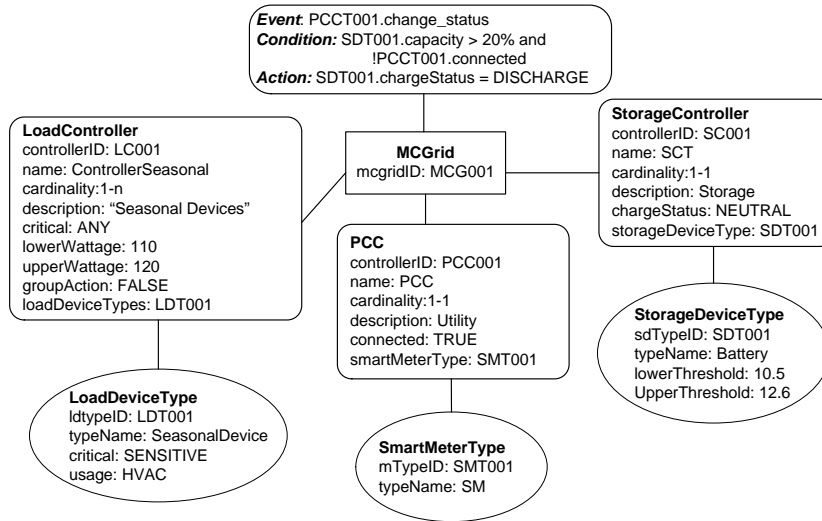 Event: PCCT001.change_status
Condition: SDT001.capacity > 20% and
!PCCT001.connected
Action: SDT001.chargeStatus = DISCHARGE
LoadController
controllerID: LC001
name: ControllerSeasonal
cardinality:1-n
description: “Seasonal Devices”
critical: ANY
lowerWattage: 110
upperWattage: 120
groupAction: FALSE
loadDeviceTypes: LDT001
MCGrid
mcgridID: MCG001
StorageController
controllerID: SC001
name: SCT
cardinality:1-1
description: Storage
chargeStatus: NEUTRAL
storageDeviceType: SDT001
PCC
controllerID: PCC001
name: PCC
cardinality:1-1
description: Utility
connected: TRUE
smartMeterType: SMT001
StorageDeviceType
sdTypeID: SDT001
typeName: Battery
lowerThreshold: 10.5
UpperThreshold: 12.6
LoadDeviceType
ldtypeID: LDT001
typeName: SeasonalDevice
critical: SENSITIVE
usage: HVAC
SmartMeterType
mTypeID: SMT001
typeName: SM